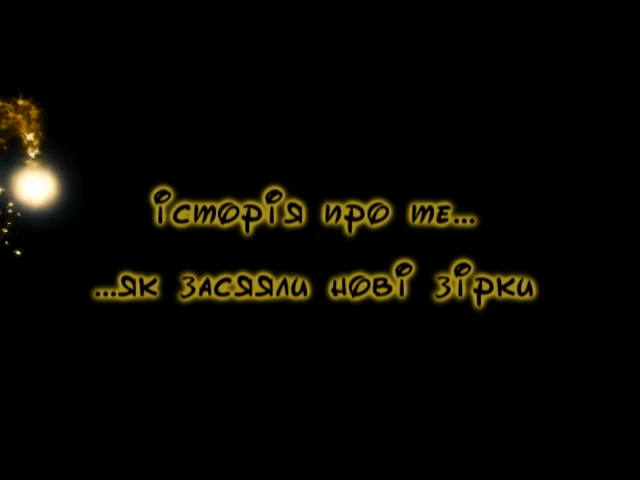 історія про те...
...як засяяли нові зірки